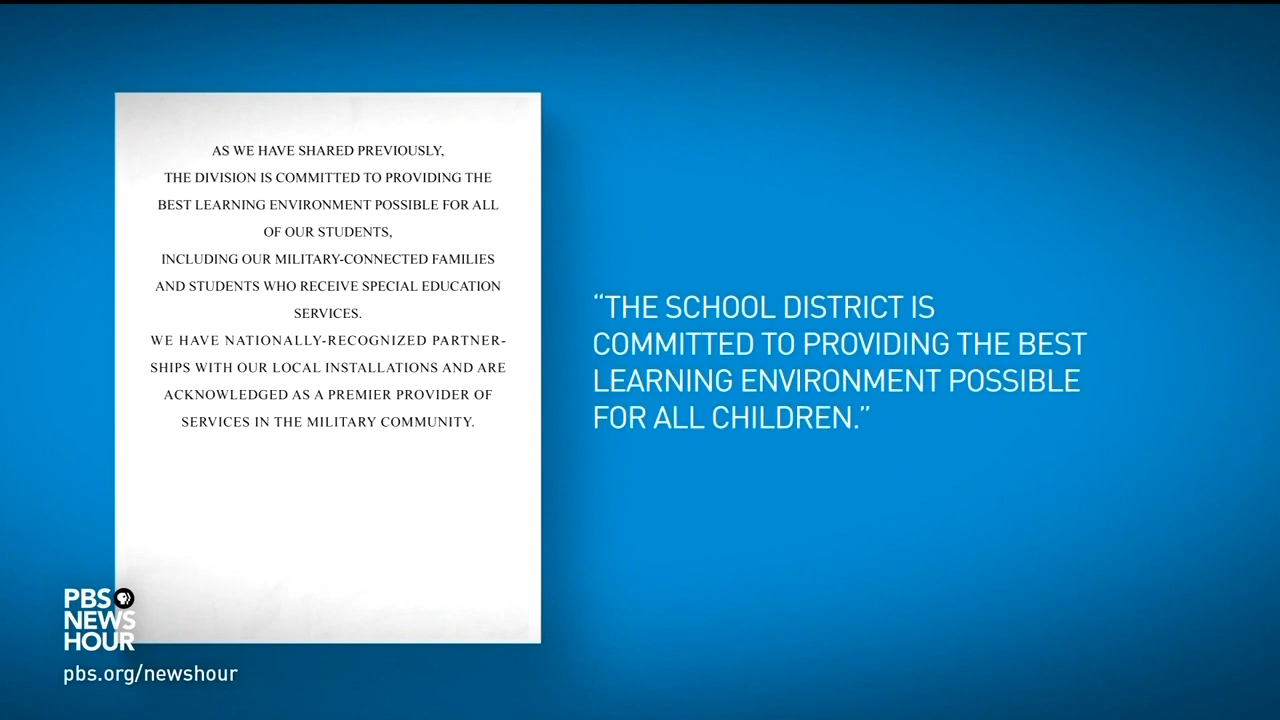 AS WE HAVE SHARED PREVIOUSLY,
THE DIVISION IS COMMITTED TO PROVIDING THE
BEST LEARNING ENVIRONMENT POSSIBLE FOR ALL
OF OUR STUDENTS,
INCLUDING OUR MILITARY-CONNECTED FAMILIES
AND STUDENTS WHO RECEIVE SPECIAL EDUCATION
SERVICES.
WE HAVE NATIONALLY-RECOGNIZED PARTNER-
SHIPS WITH OUR LOCAL INSTALLATIONS AND ARE
ACKNOWLEDGED AS A PREMIER PROVIDER OF
SERVICES IN THE MILITARY COMMUNITY.
“THE SCHOOL DISTRICT IS
COMMITTED TO PROVIDING THE BEST
LEARNING ENVIRONMENT POSSIBLE
FOR ALL CHILDREN.”
PBS
NEWS
HOUR
pbs.org/newshour